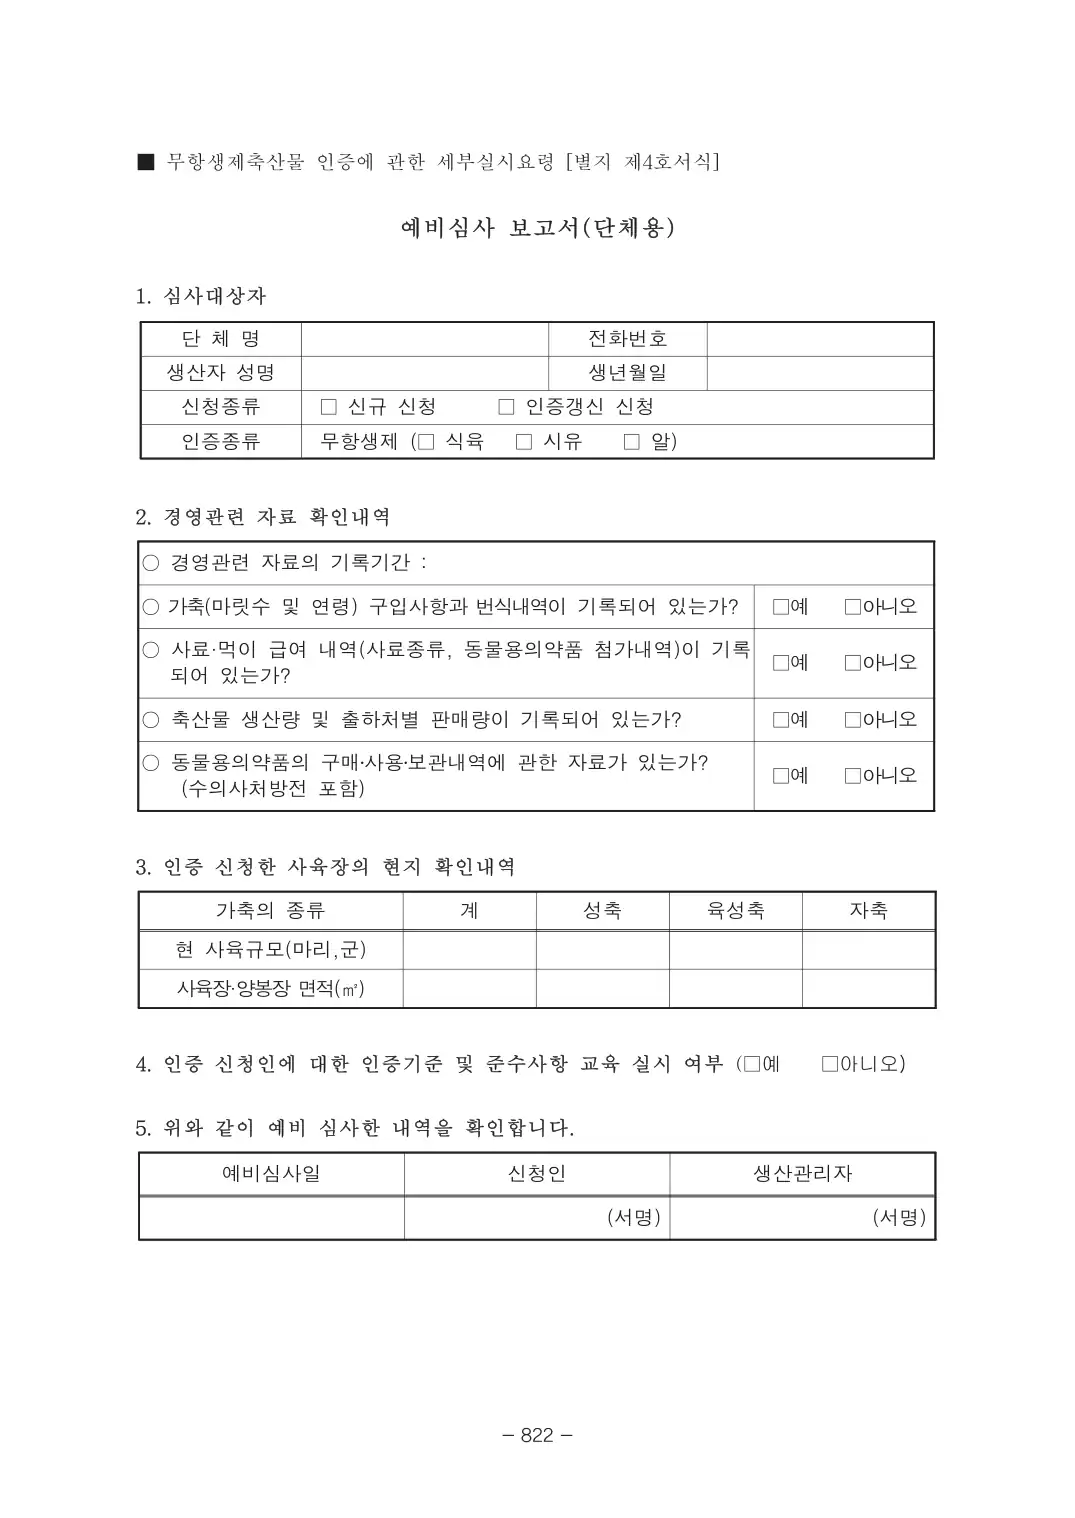 ■ 무항생제축산물 인증에 관한 세부실시요령 [별지 제4호서식]
예비심사 보고서(단체용)
1. 심사대상자
단 체 명 전화번호
생산자 성명 생년월일
신청종류 □ 신규 신청 □ 인증갱신 신청
인증종류 무항생제 (□ 식육 □ 시유 □ 알)
2. 경영관련 자료 확인내역
○ 경영관련 자료의 기록기간 :
○ 가축(마릿수 및 연령) 구입사항과 번식내역이 기록되어 있는가? □예 □아니오
○ 사료·먹이 급여 내역(사료종류, 동물용의약품 첨가내역)이 기록
되어 있는가? □예 □아니오
○ 축산물 생산량 및 출하처별 판매량이 기록되어 있는가? □예 □아니오
○ 동물용의약품의 구매·사용·보관내역에 관한 자료가 있는가?
(수의사처방전 포함) □예 □아니오
3. 인증 신청한 사육장의 현지 확인내역
가축의 종류 계 성축 육성축 자축
현 사육규모(마리,군)
사육장·양봉장 면적(㎡)
4. 인증 신청인에 대한 인증기준 및 준수사항 교육 실시 여부 (□예 □아니오)
5. 위와 같이 예비 심사한 내역을 확인합니다.
예비심사일 신청인 생산관리자
(서명) (서명)
- 822 -